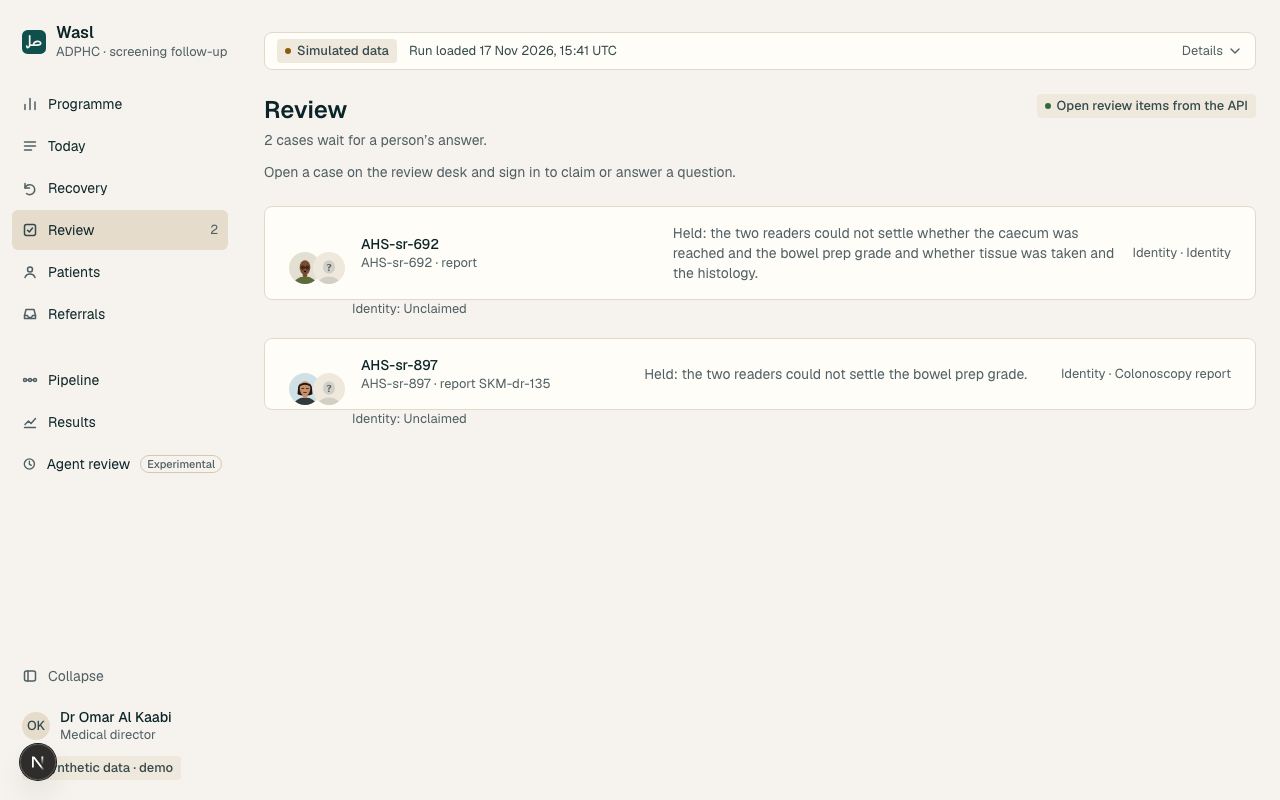 صل
Wasl
ADPHC · screening follow-up
Programme
Today
Recovery
Review 2
Patients
Referrals
Pipeline
Results
Agent review Experimental
Collapse
OK
Dr Omar Al Kaabi
Medical director
N
nthetic data · demo
Simulated data Run loaded 17 Nov 2026, 15:41 UTC Details
Review
Open review items from the API
2 cases wait for a person's answer.
Open a case on the review desk and sign in to claim or answer a question.
?
AHS-sr-692
AHS-sr-692 · report
Held: the two readers could not settle whether the caecum was
reached and the bowel prep grade and whether tissue was taken and
the histology.
Identity · Identity
Identity: Unclaimed
?
AHS-sr-897
AHS-sr-897 · report SKM-dr-135
Held: the two readers could not settle the bowel prep grade.
Identity · Colonoscopy report
Identity: Unclaimed